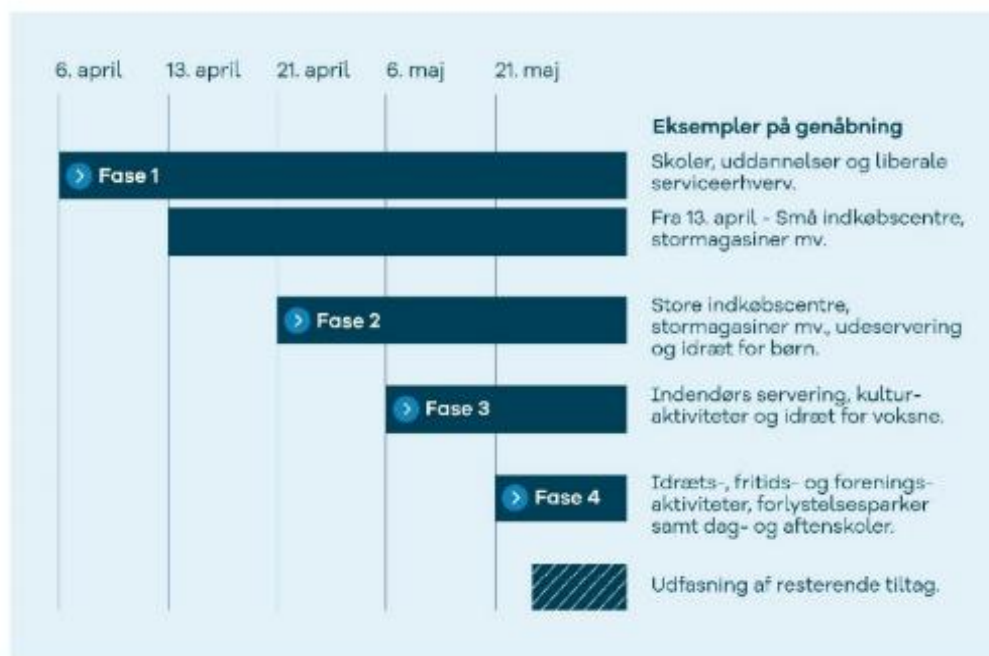 6. april 13. april 21. april 6. maj 21. maj
Eksempler på genåbning
Fase 1
Skoler, uddannelser og liberale
serviceerhverv.
Fra 13. april - Små indkøbscentre,
stormagasiner mv.
Fase 2
Store indkøbscentre,
stormagasiner mv., udeservering
og idræt for børn.
Fase 3
Indendørs servering, kultur-
aktiviteter og idræt for voksne.
Fase 4
Idræts-, fritids- og forenings-
aktiviteter, forlystelsesparker
samt dag- og aftenskoler.
Udfasning af resterende tiltag.